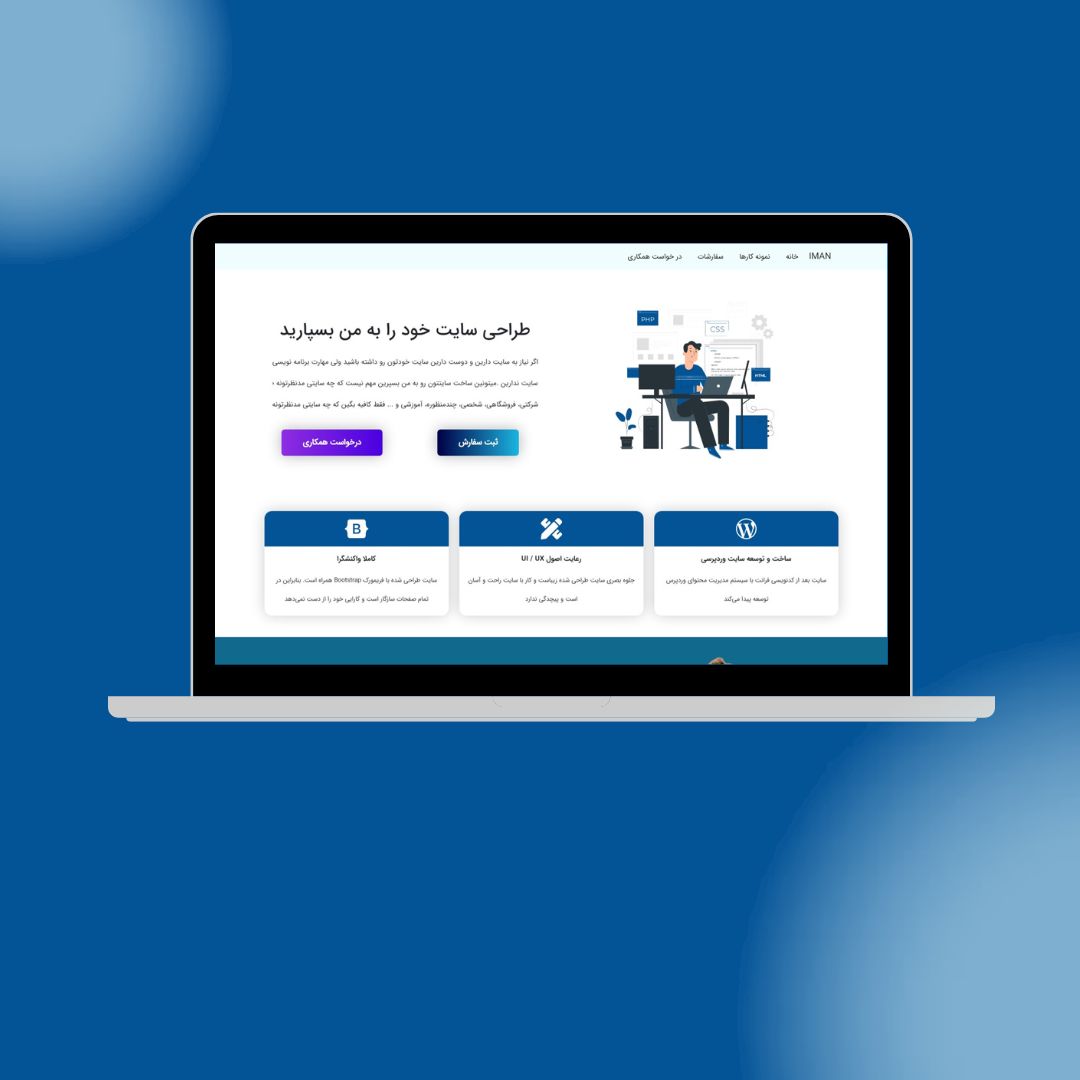 IMAN خانه نمونه کارها سفارشات در خواست همکاری
PHP
CSS
HTML
طراحی سایت خود را به من بسپارید
اگر نیاز به سایت دارین و دوست دارین سایت خودتون رو داشته باشید ولی مهارت برنامه نویسی
سایت ندارین .میتونین ساخت سایتتون رو به من بسپرین مهم نیست که چه سایتی مدنظرتونه ،
شرکتی، فروشگاهی، شخصی، چندمنظوره، آموزشی و ... فقط کافیه بگین که چه سایتی مدنظرتونه
ثبت سفارش
درخواست همکاری
ساخت و توسعه سایت وردپرسی
سایت بعد از کدنویسی فرانت با سیستم مدیریت محتوای وردپرس
توسعه پیدا می‌کند
رعایت اصول UI / UX
جلوه بصری سایت طراحی شده زیباست و کار با سایت راحت و آسان
است و پیچدگی ندارد
B
کاملا واکنشگرا
سایت طراحی شده با فریمورک Bootstrap همراه است. بنابراین در
تمام صفحات سازگار است و کارایی خود را از دست نمی‌دهد